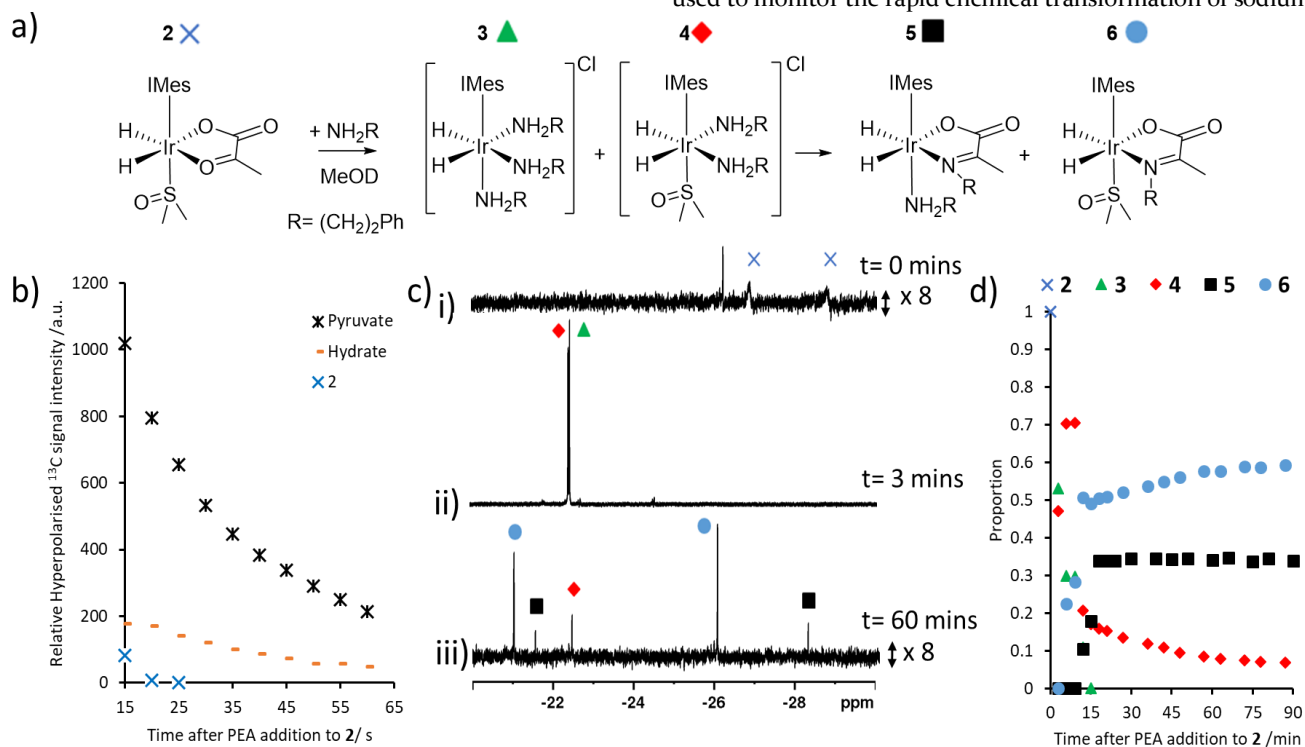 used to monitor the rapid chemical transformation of sodium
a) 2 3 4 5 6
IMes
H
H
Ir
O
O
O
O
S
+ NH2R
MeOD
R= (CH2)2Ph
IMes
H
H
Ir
NH2R
NH2R
NH2R
Cl
+
IMes
H
H
Ir
NH2R
NH2R
O
S
Cl
IMes
H
H
Ir
O
O
N
R
NH2R
+
IMes
H
H
Ir
O
O
N
R
O
S
b)
Relative Hyperpolarised 13C signal intensity /a.u.
1200
1000
800
600
400
200
0
15 25 35 45 55 65
Time after PEA addition to 2/ s
Pyruvate
Hydrate
2
c)
i)
t= 0 mins
x 8
ii)
t= 3 mins
iii)
t= 60 mins
x 8
-22 -24 -26 -28 ppm
d) 2 3 4 5 6
Proportion
1
0.9
0.8
0.7
0.6
0.5
0.4
0.3
0.2
0.1
0
0 15 30 45 60 75 90
Time after PEA addition to 2 /min